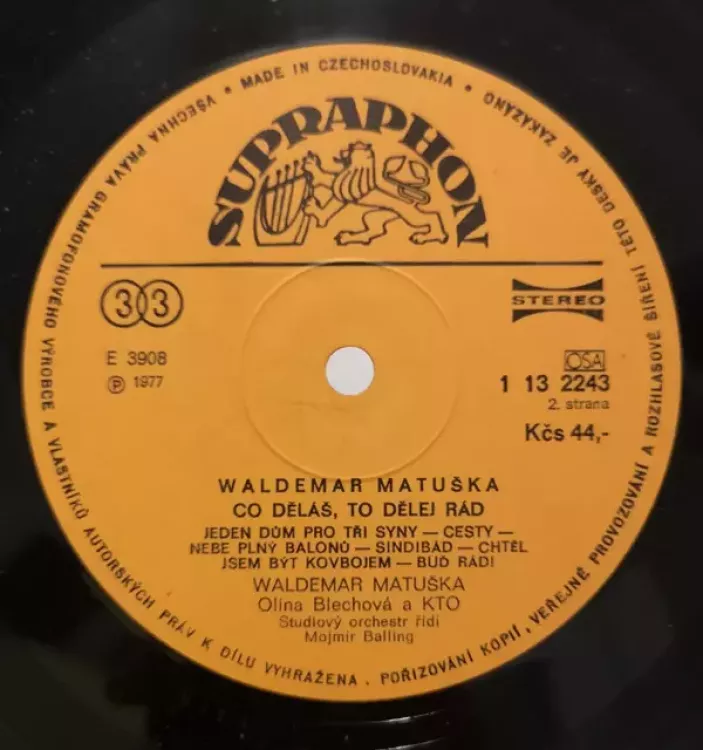 VŠECHNA PRÁVA GRAMOFONOVÉHO VÝROBCE A VLASTNÍKŮ AUTORSKÝCH PRÁV K DÍLU VYHRAŽENA . POŘIZOVÁNÍ KOPIÍ, VEŘEJNÉ PROVOZOVÁNÍ A ROZHLASOVÉ ŠÍŘENÍ TÉTO DESKY JE ZAKÁZÁNO • MADE IN CZECHOSLOVAKIA •
SUPRAPHON
33
STEREO
E 3908
℗ 1977
OSA
1 13 2243
2. strana
Kčs 44,-
WALDEMAR MATUŠKA
CO DĚLÁŠ, TO DĚLEJ RÁD
JEDEN DŮM PRO TŘI SYNY — CESTY —
NEBE PLNÝ BALONŮ — SINDIBÁD — CHTĚL
JSEM BÝT KOVBOJEM — BUĎ RÁDI
WALDEMAR MATUŠKA
Olina Blechová a KTO
Studiový orchestr řídí
Mojmír Balling